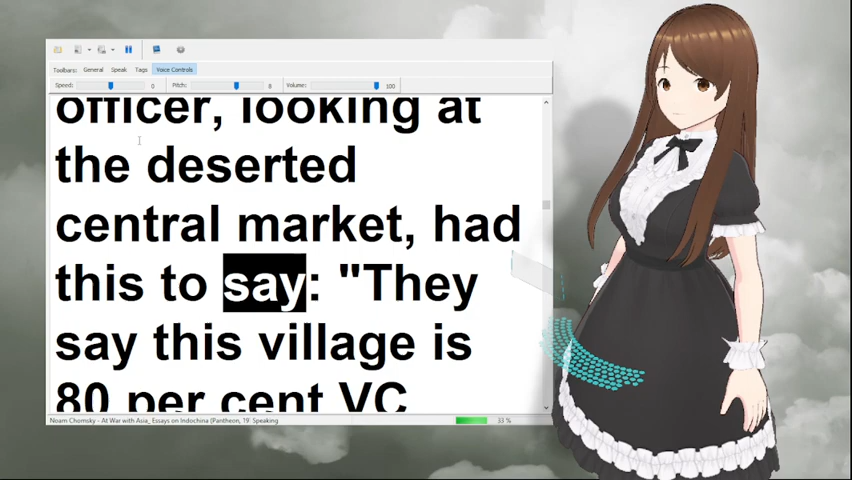 Toolbars: General Speak Tags Voice Controls
Speed: 0 Pitch: 8 Volume: 100
officer, looking at
the deserted
central market, had
this to say: "They
say this village is
80 per cent VC
Noam Chomsky - At War with Asia_ Essays on Indochina (Pantheon, 19 Speaking 33 %